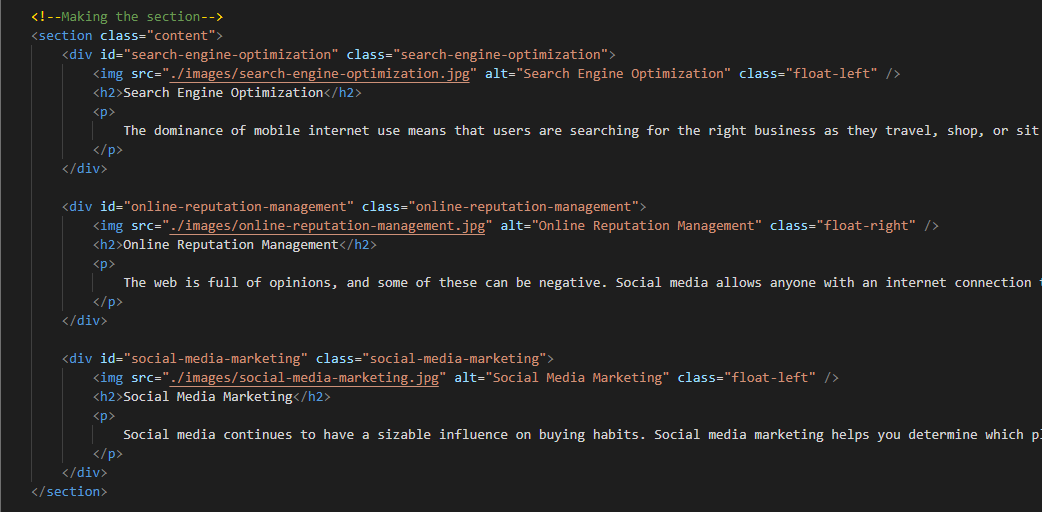 <!--Making the section-->
<section class="content">
<div id="search-engine-optimization" class="search-engine-optimization">
<img src="./images/search-engine-optimization.jpg" alt="Search Engine Optimization" class="float-left" />
<h2>Search Engine Optimization</h2>
<p>
The dominance of mobile internet use means that users are searching for the right business as they travel, shop, or sit
</p>
</div>
<div id="online-reputation-management" class="online-reputation-management">
<img src="./images/online-reputation-management.jpg" alt="Online Reputation Management" class="float-right" />
<h2>Online Reputation Management</h2>
<p>
The web is full of opinions, and some of these can be negative. Social media allows anyone with an internet connection
</p>
</div>
<div id="social-media-marketing" class="social-media-marketing">
<img src="./images/social-media-marketing.jpg" alt="Social Media Marketing" class="float-left" />
<h2>Social Media Marketing</h2>
<p>
Social media continues to have a sizable influence on buying habits. Social media marketing helps you determine which
</p>
</div>
</section>